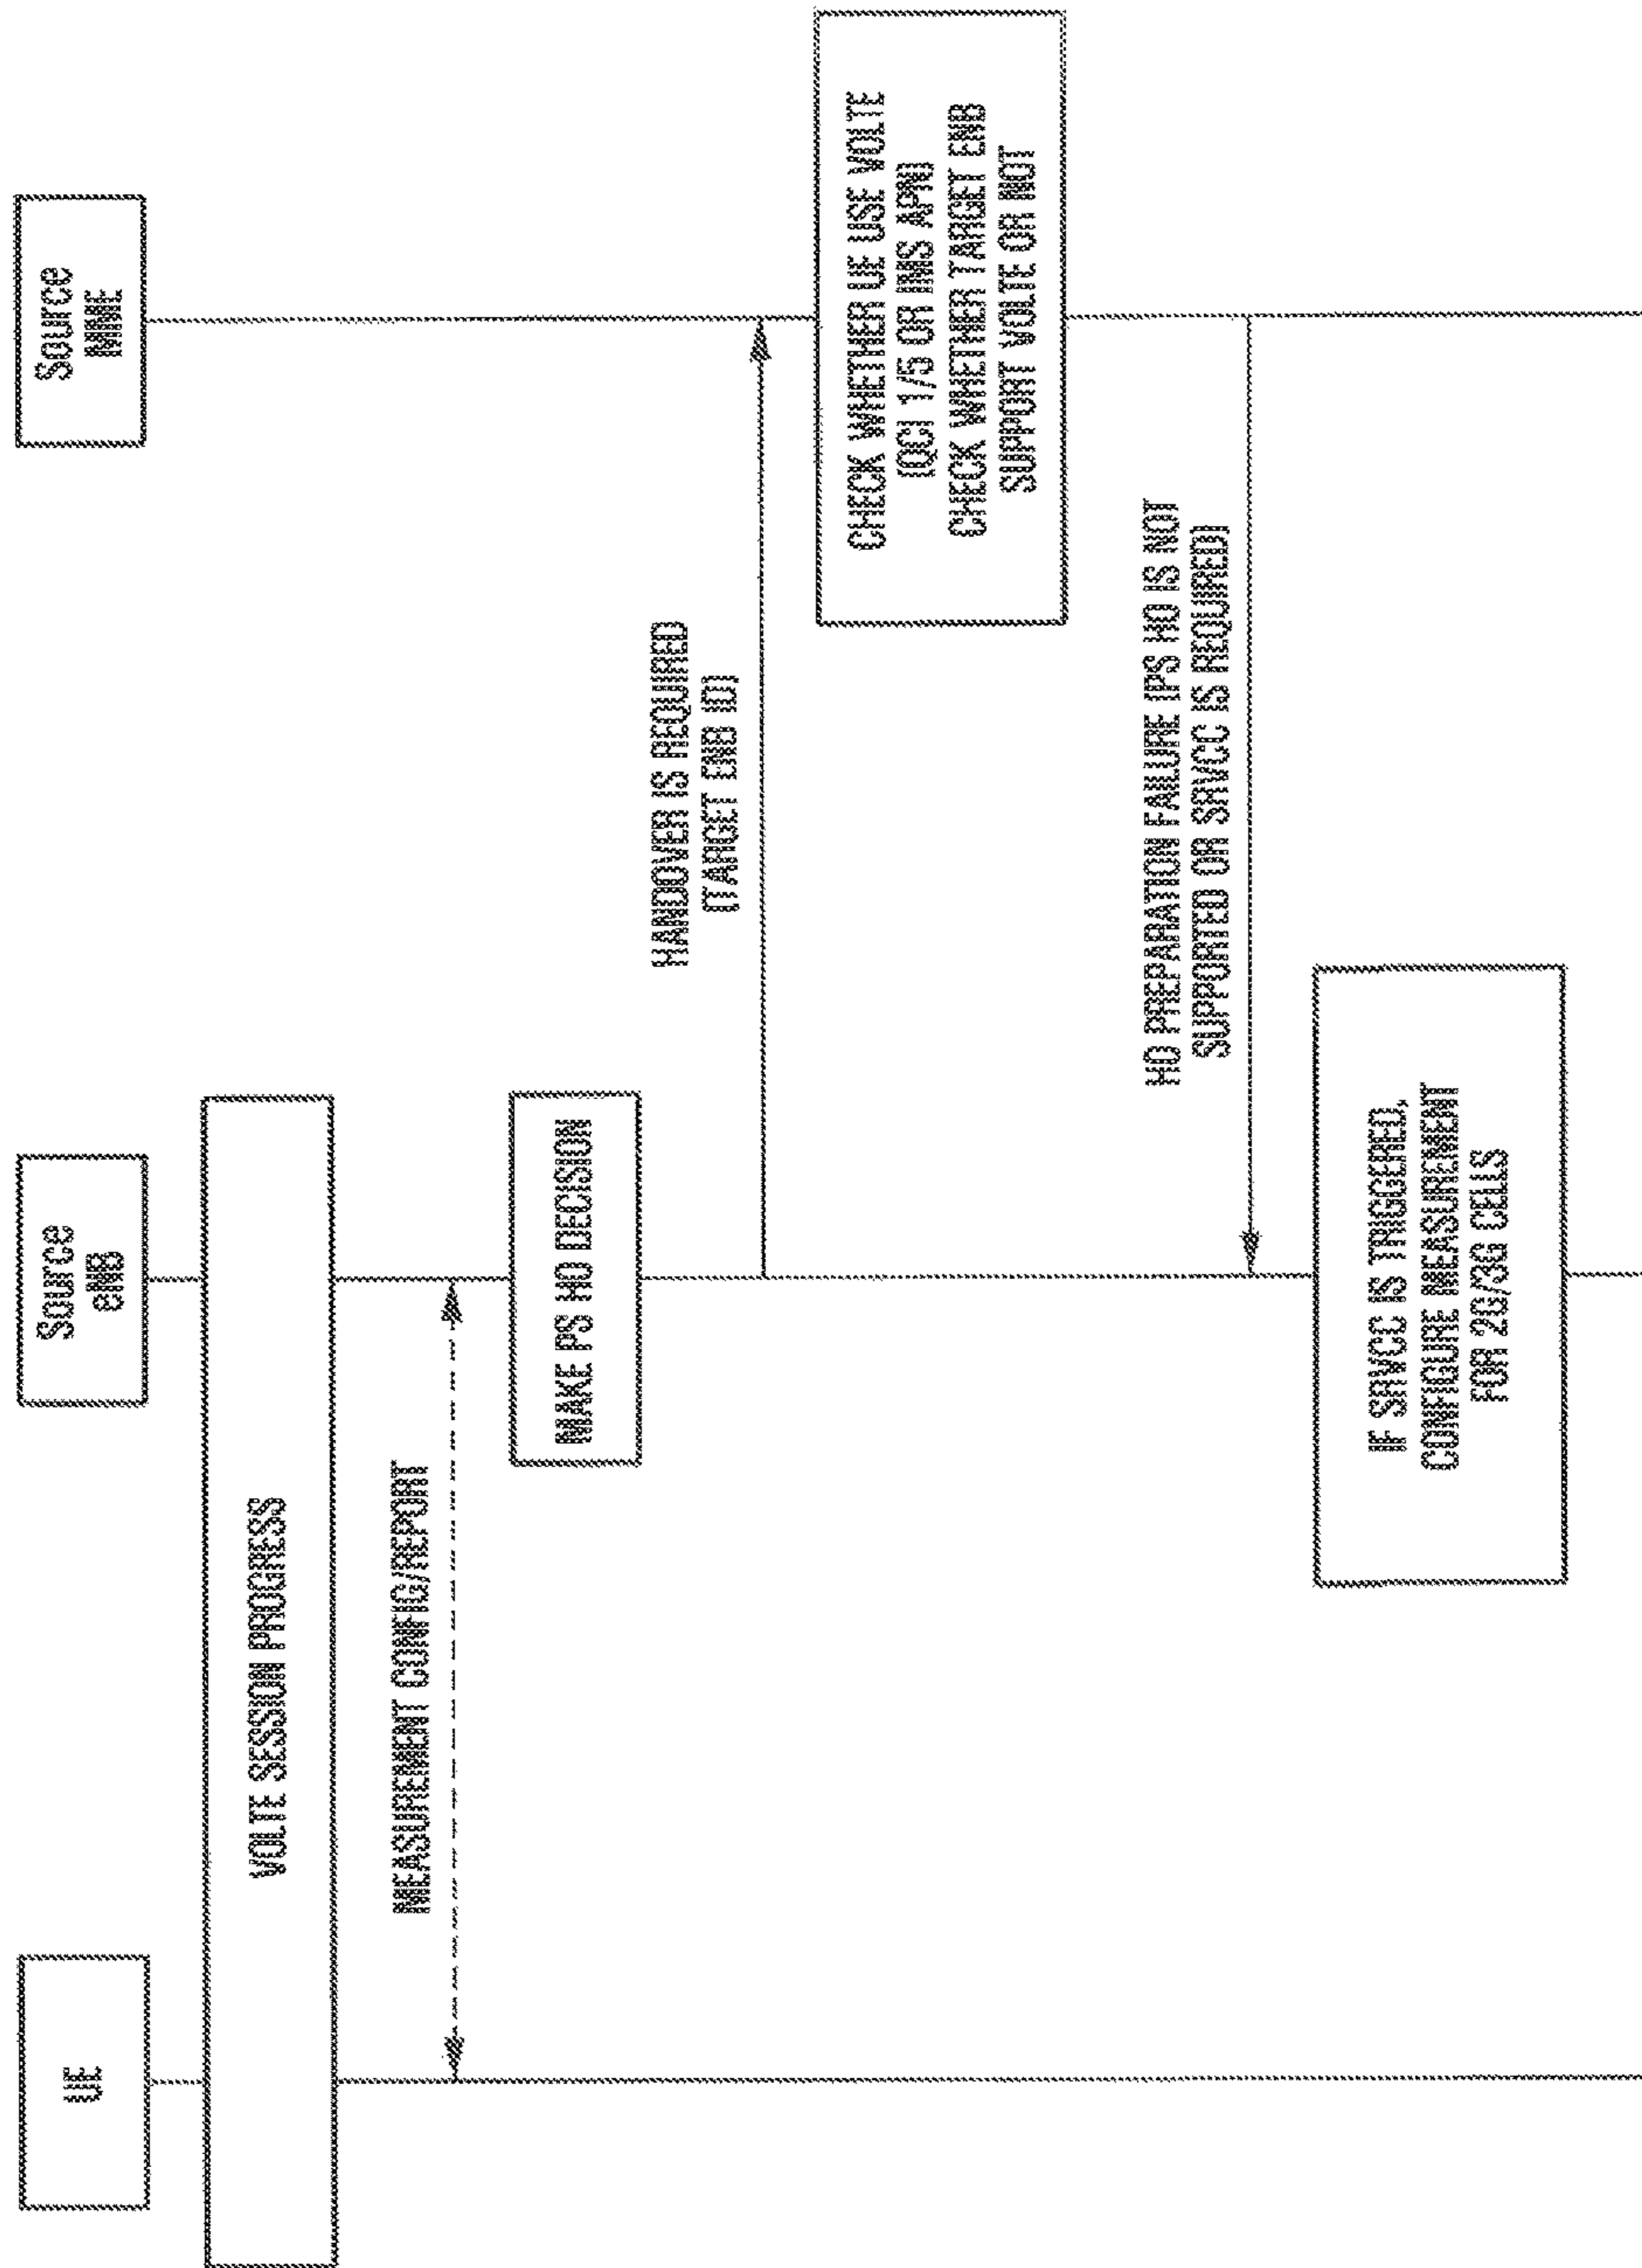 UE
Source
eNB
Source
MME
VOLTE SESSION PROGRESS
MEASUREMENT CONFIG/REPORT
MAKE PS HO DECISION
HANDOVER IS REQUIRED
(TARGET ENB ID)
CHECK WHETHER UE USE VOLTE
(QCI 1/5 OR IMS APN)
CHECK WHETHER TARGET ENB
SUPPORT VOLTE OR NOT
HO PREPARATION FAILURE (PS HO IS NOT
SUPPORTED OR SRVCC IS REQUIRED)
IF SRVCC IS TRIGGERED,
CONFIGURE MEASUREMENT
FOR 2G/3G CELLS